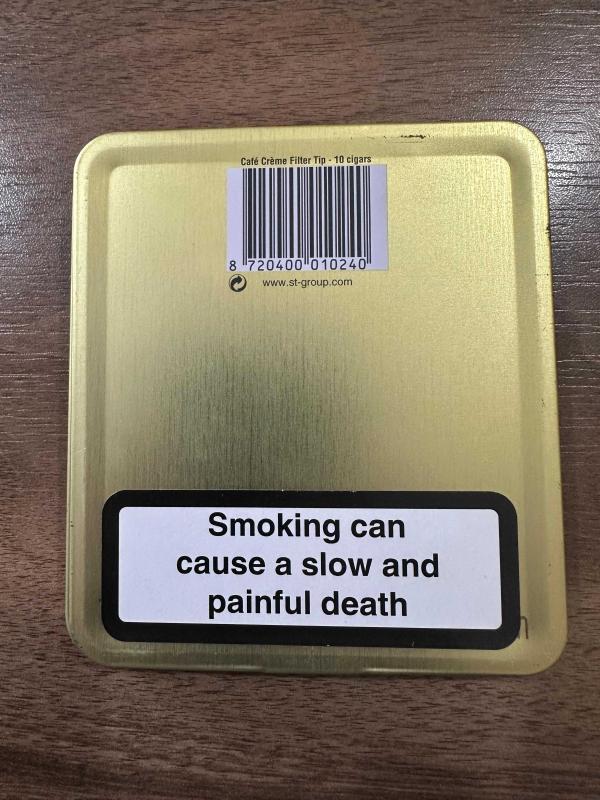 Café Crème Filter Tip - 10 cigars
8 720400 010240
www.st-group.com
Smoking can
cause a slow and
painful death